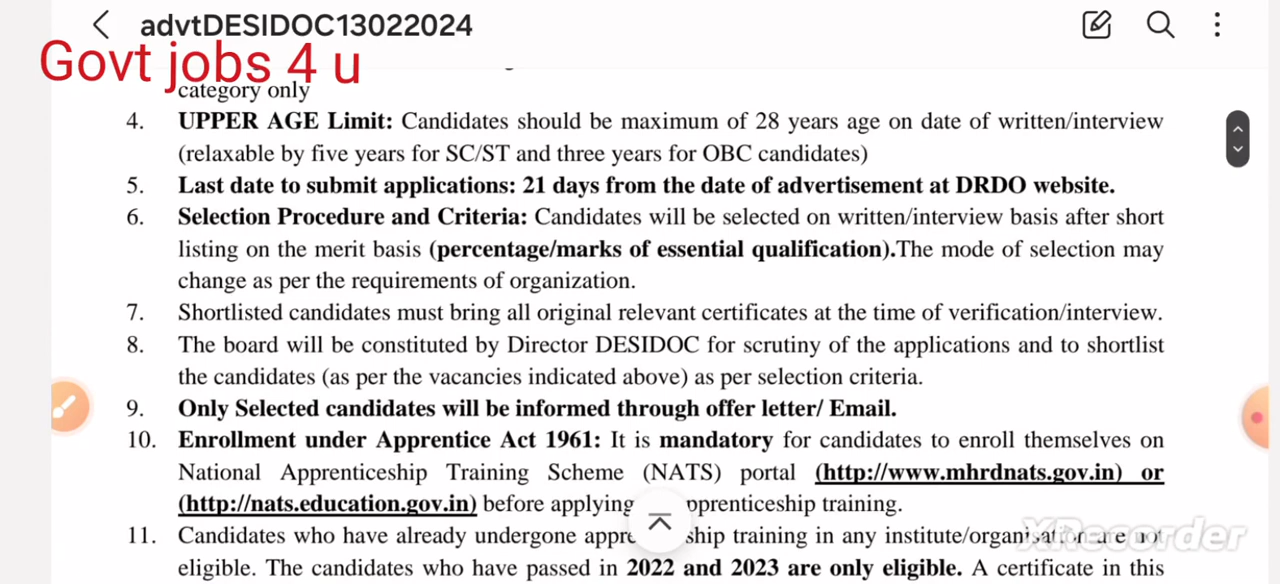 advtDESIDOC13022024
Govt jobs 4 u
category only
4. UPPER AGE Limit: Candidates should be maximum of 28 years age on date of written/interview
(relaxable by five years for SC/ST and three years for OBC candidates)
5. Last date to submit applications: 21 days from the date of advertisement at DRDO website.
6. Selection Procedure and Criteria: Candidates will be selected on written/interview basis after short
listing on the merit basis (percentage/marks of essential qualification).The mode of selection may
change as per the requirements of organization.
7. Shortlisted candidates must bring all original relevant certificates at the time of verification/interview.
8. The board will be constituted by Director DESIDOC for scrutiny of the applications and to shortlist
the candidates (as per the vacancies indicated above) as per selection criteria.
9. Only Selected candidates will be informed through offer letter/ Email.
10. Enrollment under Apprentice Act 1961: It is mandatory for candidates to enroll themselves on
National Apprenticeship Training Scheme (NATS) portal (http://www.mhrdnats.gov.in) or
(http://nats.education.gov.in) before applying pprenticeship training.
11. Candidates who have already undergone appre ship training in any institute/organisation are not
eligible. The candidates who have passed in 2022 and 2023 are only eligible. A certificate in this
XRecorder